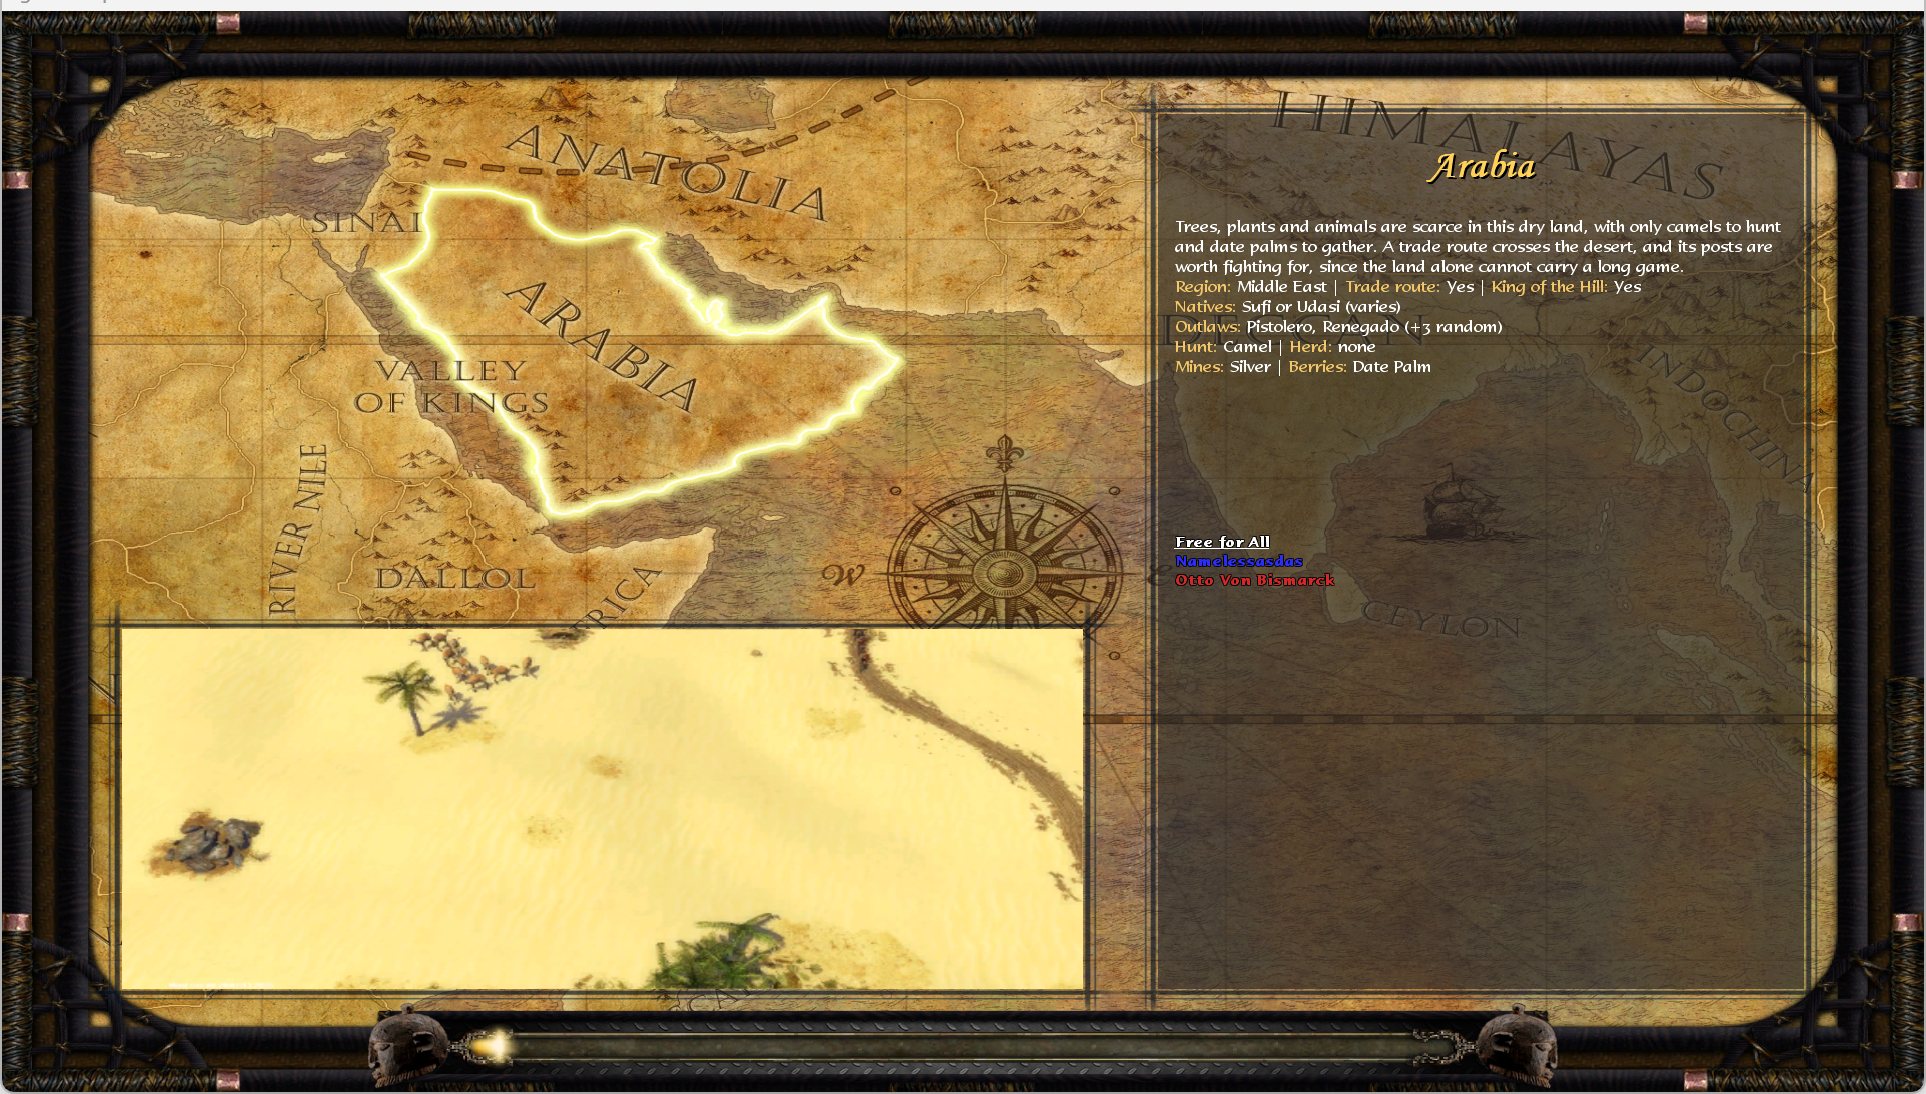 HIMALAYAS
ANATOLIA
SINAI
ARABIA
VALLEY
OF KINGS
RIVER NILE
DALLOL
W
INDOCHINA
CEYLON
Arabia
Trees, plants and animals are scarce in this dry land, with only camels to hunt
and date palms to gather. A trade route crosses the desert, and its posts are
worth fighting for, since the land alone cannot carry a long game.
Region: Middle East | Trade route: Yes | King of the Hill: Yes
Natives: Sufi or Udasi (varies)
Outlaws: Pistolero, Renegado (+3 random)
Hunt: Camel | Herd: none
Mines: Silver | Berries: Date Palm
Free for All
Namelessasdas
Otto Von Bismarck